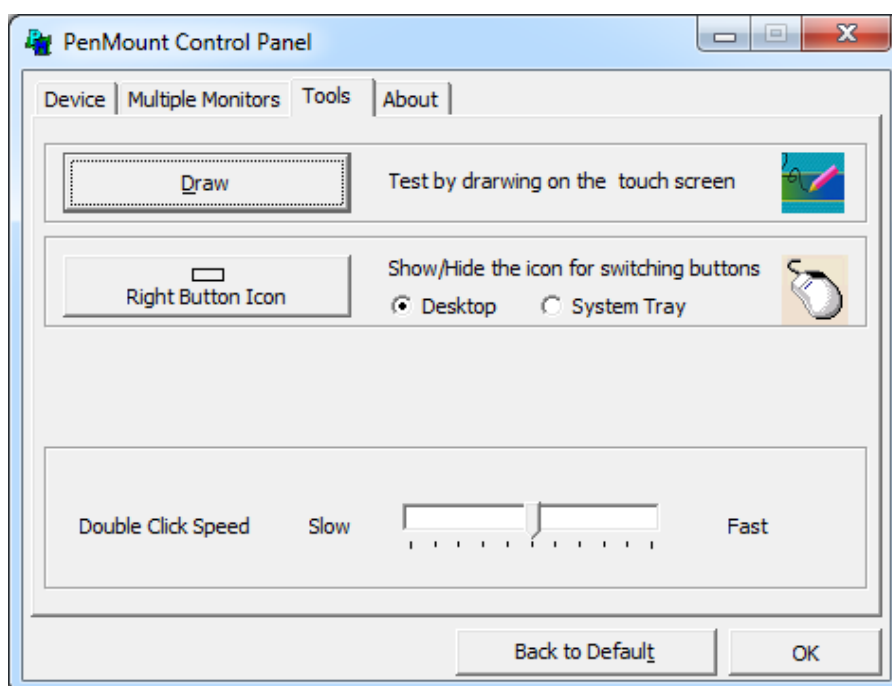 PenMount Control Panel
Device Multiple Monitors Tools About
Draw Test by drarwing on the touch screen
Show/Hide the icon for switching buttons
Right Button Icon
Desktop System Tray
Double Click Speed Slow Fast
Back to Default OK